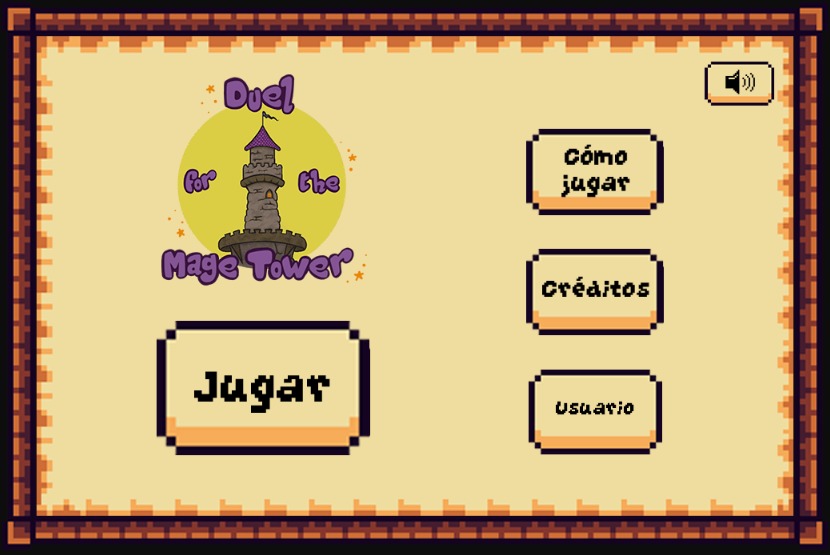 Duel
for the
Mage Tower
Jugar
Cómo
jugar
Créditos
Usuario